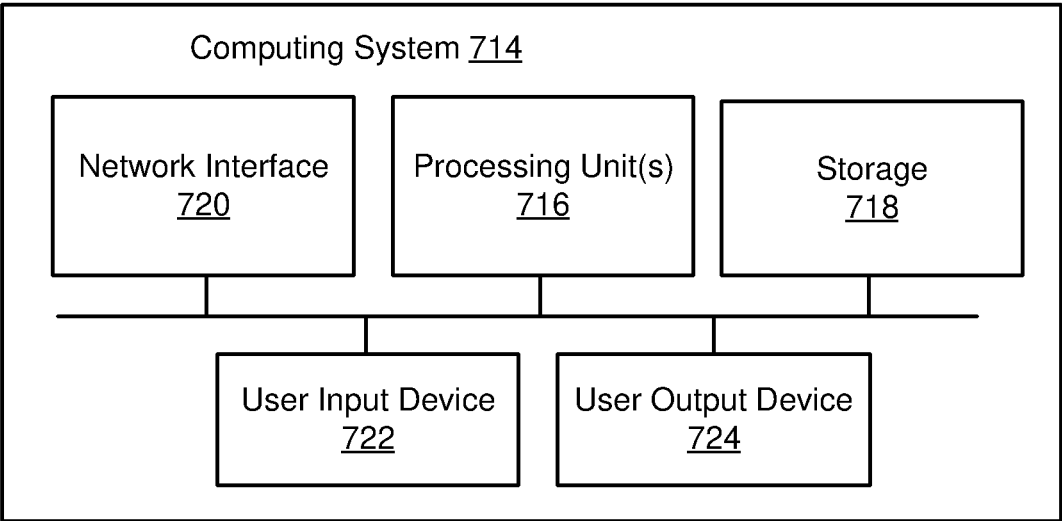 Computing System 714
Network Interface
720
Processing Unit(s)
716
Storage
718
User Input Device
722
User Output Device
724